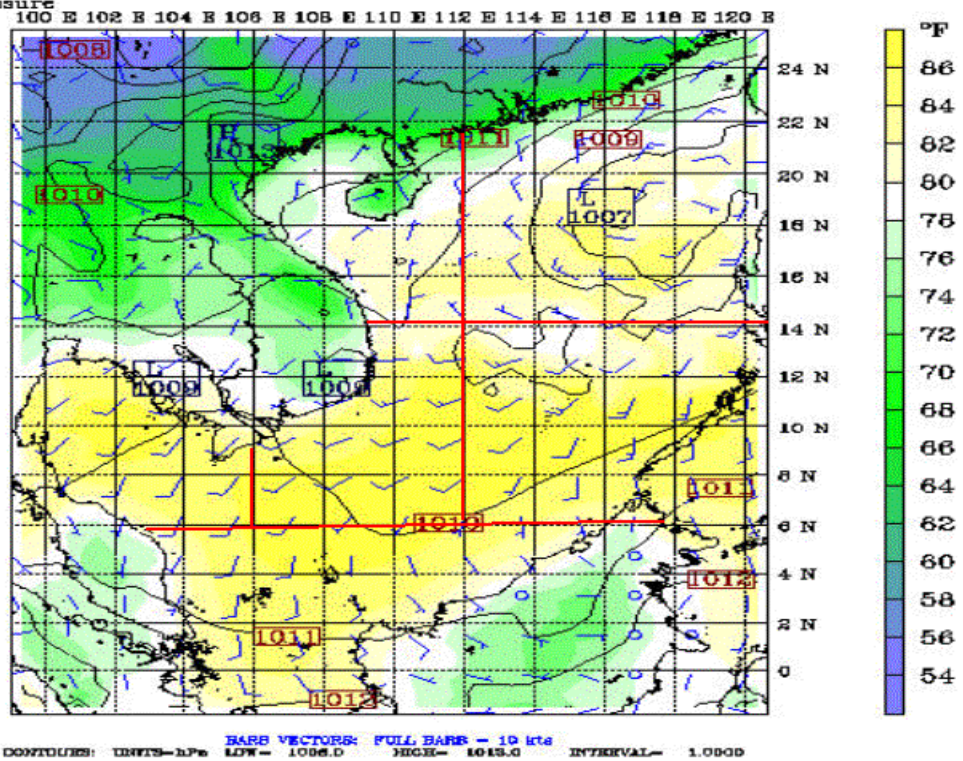 100 E 102 E 104 E 106 E 108 E 110 E 112 E 114 E 116 E 118 E 120 E
°F
1008
24 N
86
1010
84
H
1013
1011
1009
22 N
82
1010
20 N
80
L
1007
18 N
78
16 N
76
74
14 N
72
L
1009
L
1009
12 N
70
10 N
68
66
8 N
1011
64
1010
6 N
62
60
4 N
1012
58
2 N
1011
56
0
54
1012
BARB VECTORS: FULL BARB = 10 kts
CONTOURS: UNITS=hPa LOW= 1006.0 HIGH= 1013.0 INTERVAL= 1.0000